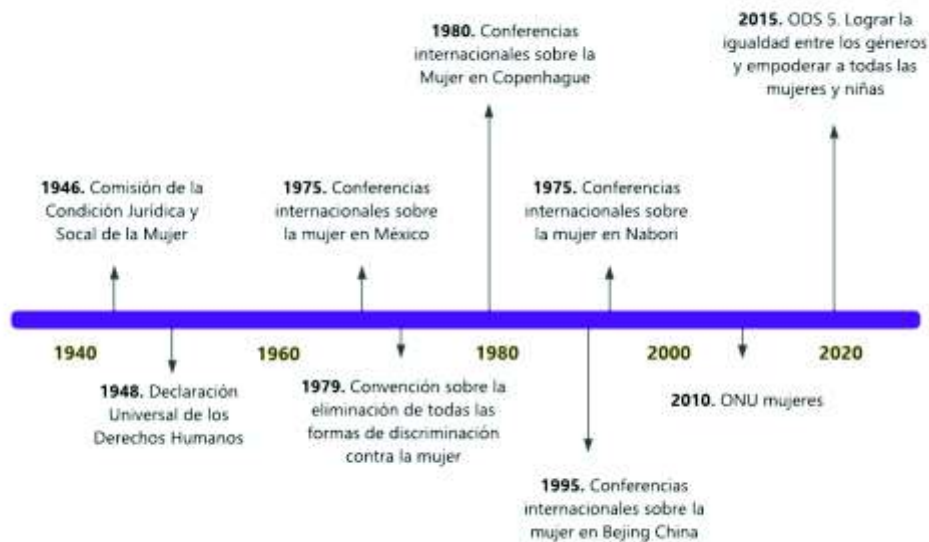 1980. Conferencias
internacionales sobre la
Mujer en Copenhague
2015. ODS 5. Lograr la
igualdad entre los géneros
y empoderar a todas las
mujeres y niñas
1946. Comisión de la
Condición Jurídica y
Socal de la Mujer
1975. Conferencias
internacionales sobre
la mujer en México
1975. Conferencias
internacionales sobre
la mujer en Nabori
1940
1960
1980
2000
2020
1948. Declaración
Universal de los
Derechos Humanos
1979. Convención sobre la
eliminación de todas las
formas de discriminación
contra la mujer
2010. ONU mujeres
1995. Conferencias
internacionales sobre la
mujer en Bejing China